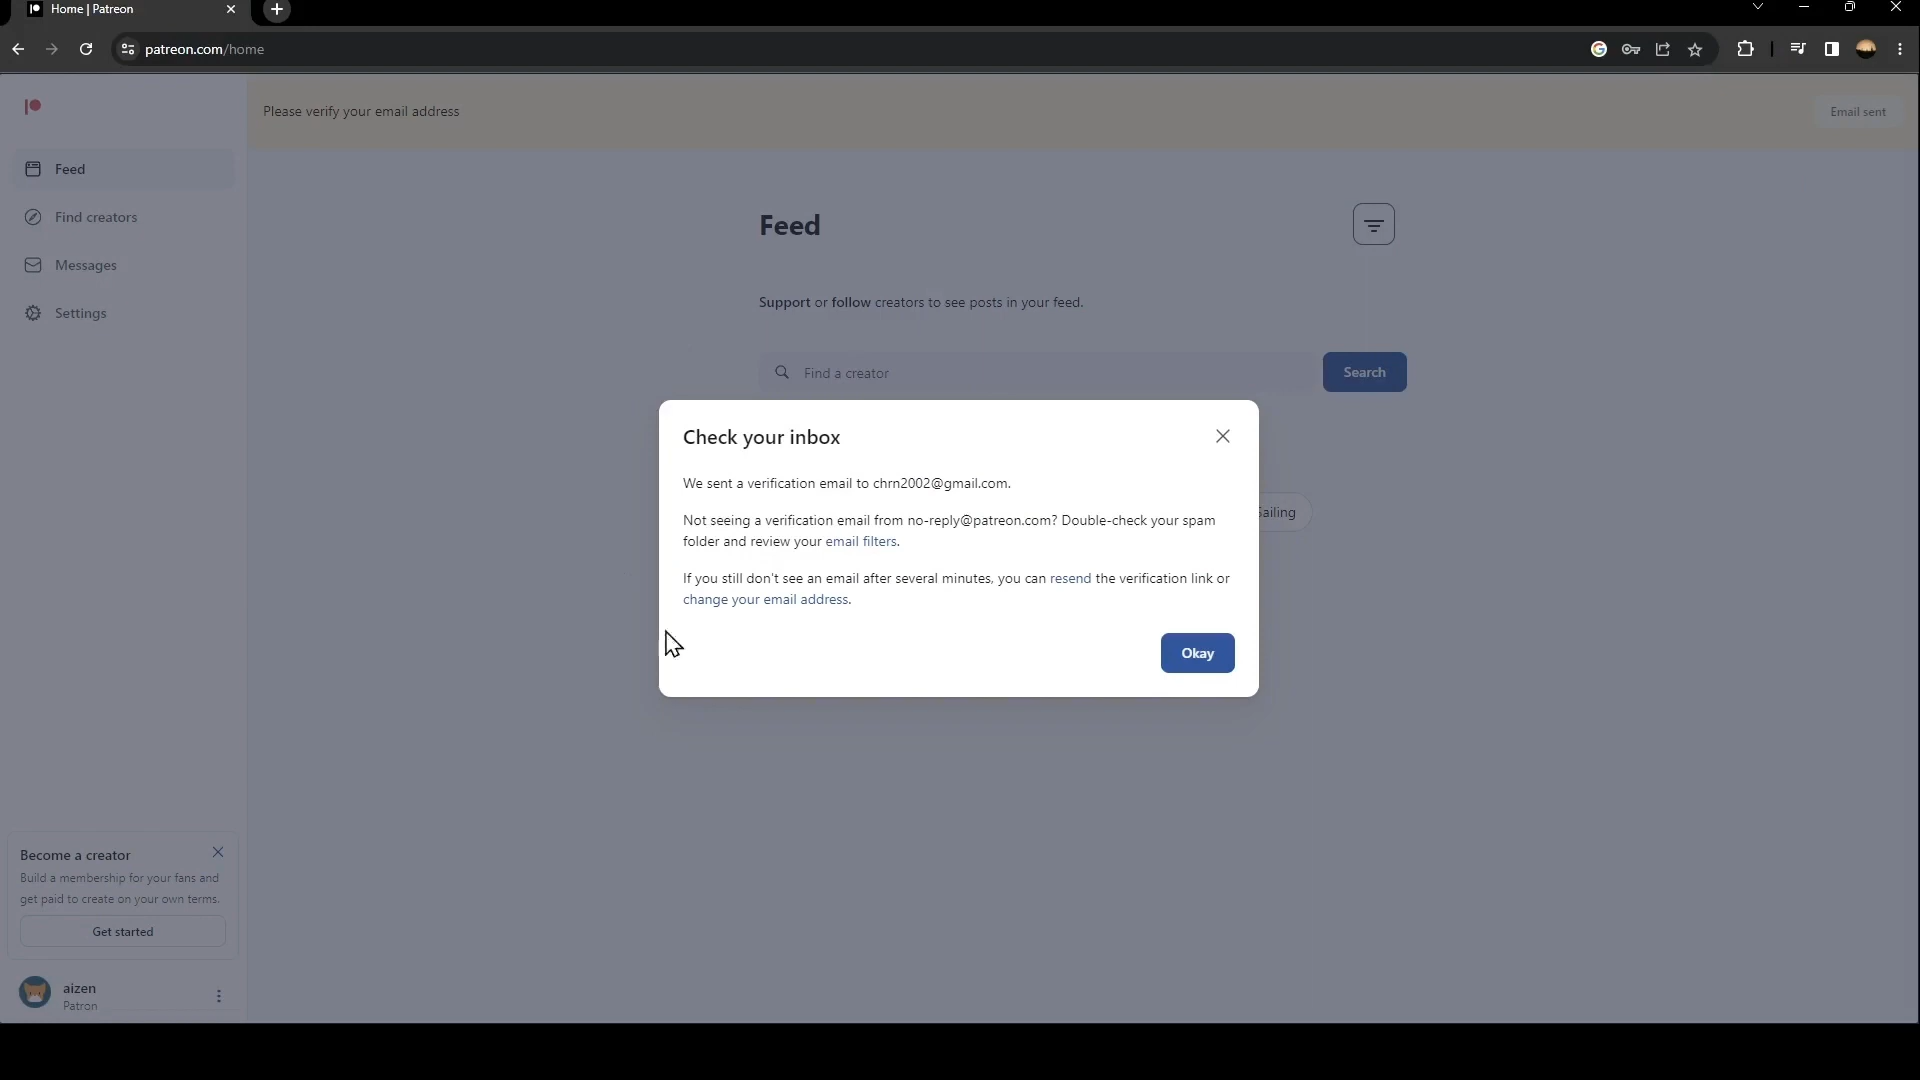 Home | Patreon
patreon.com/home
Please verify your email address
Email sent
Feed
Find creators
Messages
Settings
Feed
Support or follow creators to see posts in your feed.
Find a creator
Search
Check your inbox
We sent a verification email to chrn2002@gmail.com.
Not seeing a verification email from no-reply@patreon.com? Double-check your spam
folder and review your email filters.
If you still don't see an email after several minutes, you can resend the verification link or
change your email address.
Okay
Sailing
Become a creator
Build a membership for your fans and
get paid to create on your own terms.
Get started
aizen
Patron